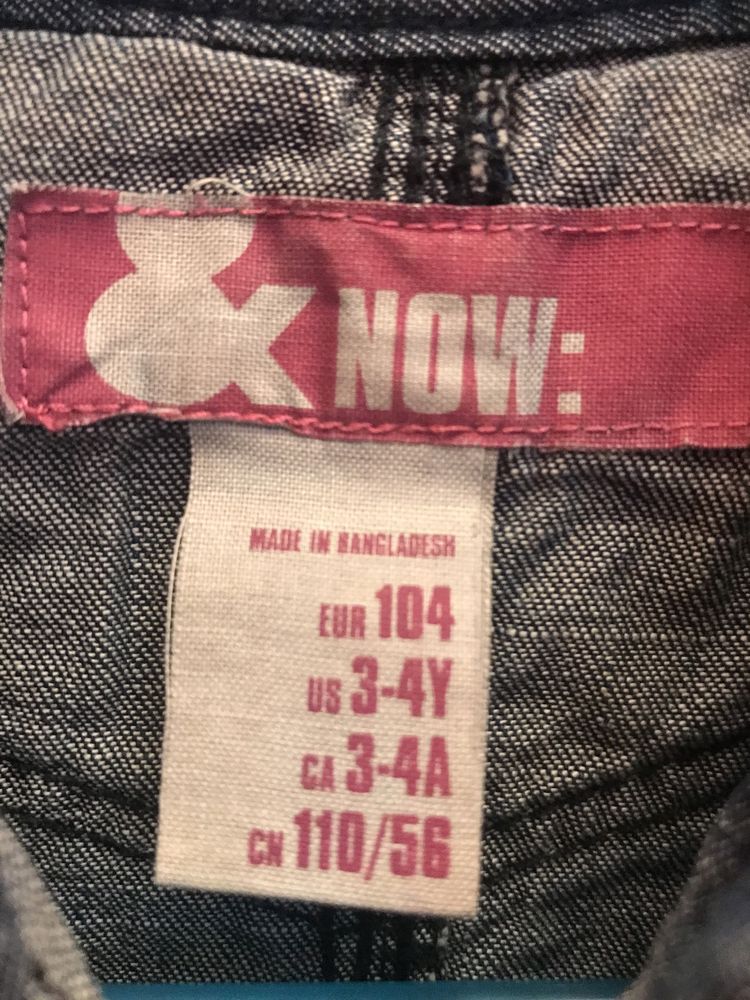 & NOW:
MADE IN BANGLADESH
EUR 104
US 3-4Y
CA 3-4A
CN 110/56